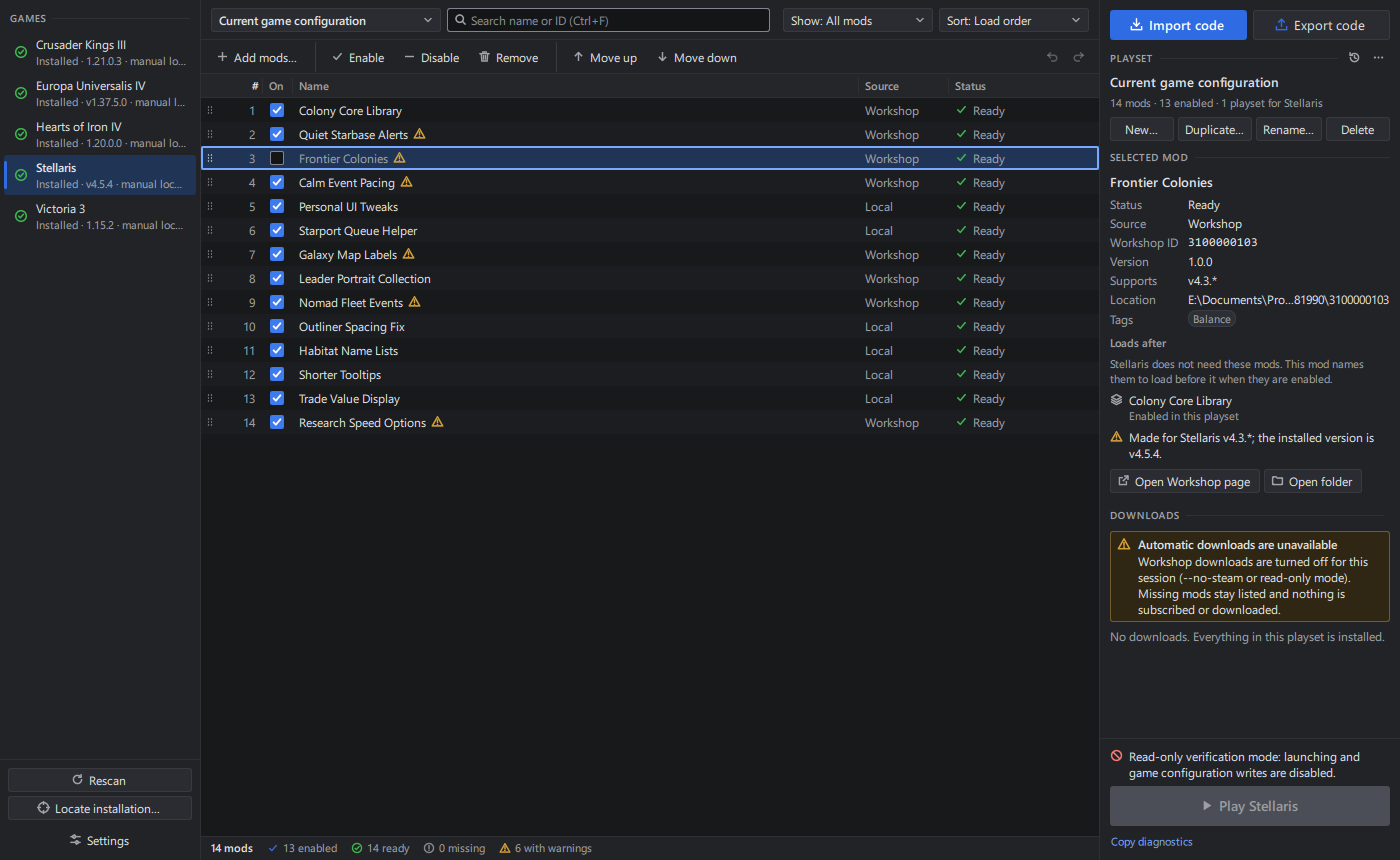 GAMES
Crusader Kings III
Installed · 1.21.0.3 · manual lo...
Europa Universalis IV
Installed · v1.37.5.0 · manual l...
Hearts of Iron IV
Installed · 1.20.0.0 · manual lo...
Stellaris
Installed · v4.5.4 · manual loc...
Victoria 3
Installed · 1.15.2 · manual loc...
Rescan
Locate installation...
Settings
Current game configuration
Search name or ID (Ctrl+F)
Show: All mods
Sort: Load order
Add mods...
Enable
Disable
Remove
Move up
Move down
# On Name Source Status
1 Colony Core Library Workshop Ready
2 Quiet Starbase Alerts Workshop Ready
3 Frontier Colonies Workshop Ready
4 Calm Event Pacing Workshop Ready
5 Personal UI Tweaks Local Ready
6 Starport Queue Helper Local Ready
7 Galaxy Map Labels Workshop Ready
8 Leader Portrait Collection Workshop Ready
9 Nomad Fleet Events Workshop Ready
10 Outliner Spacing Fix Local Ready
11 Habitat Name Lists Local Ready
12 Shorter Tooltips Local Ready
13 Trade Value Display Local Ready
14 Research Speed Options Workshop Ready
14 mods 13 enabled 14 ready 0 missing 6 with warnings
Import code
Export code
PLAYSET
Current game configuration
14 mods · 13 enabled · 1 playset for Stellaris
New...
Duplicate...
Rename...
Delete
SELECTED MOD
Frontier Colonies
Status Ready
Source Workshop
Workshop ID 3100000103
Version 1.0.0
Supports v4.3.*
Location E:\Documents\Pro...81990\3100000103
Tags Balance
Loads after
Stellaris does not need these mods. This mod names
them to load before it when they are enabled.
Colony Core Library
Enabled in this playset
Made for Stellaris v4.3.*; the installed version is
v4.5.4.
Open Workshop page
Open folder
DOWNLOADS
Automatic downloads are unavailable
Workshop downloads are turned off for this
session (--no-steam or read-only mode).
Missing mods stay listed and nothing is
subscribed or downloaded.
No downloads. Everything in this playset is installed.
Read-only verification mode: launching and
game configuration writes are disabled.
Play Stellaris
Copy diagnostics